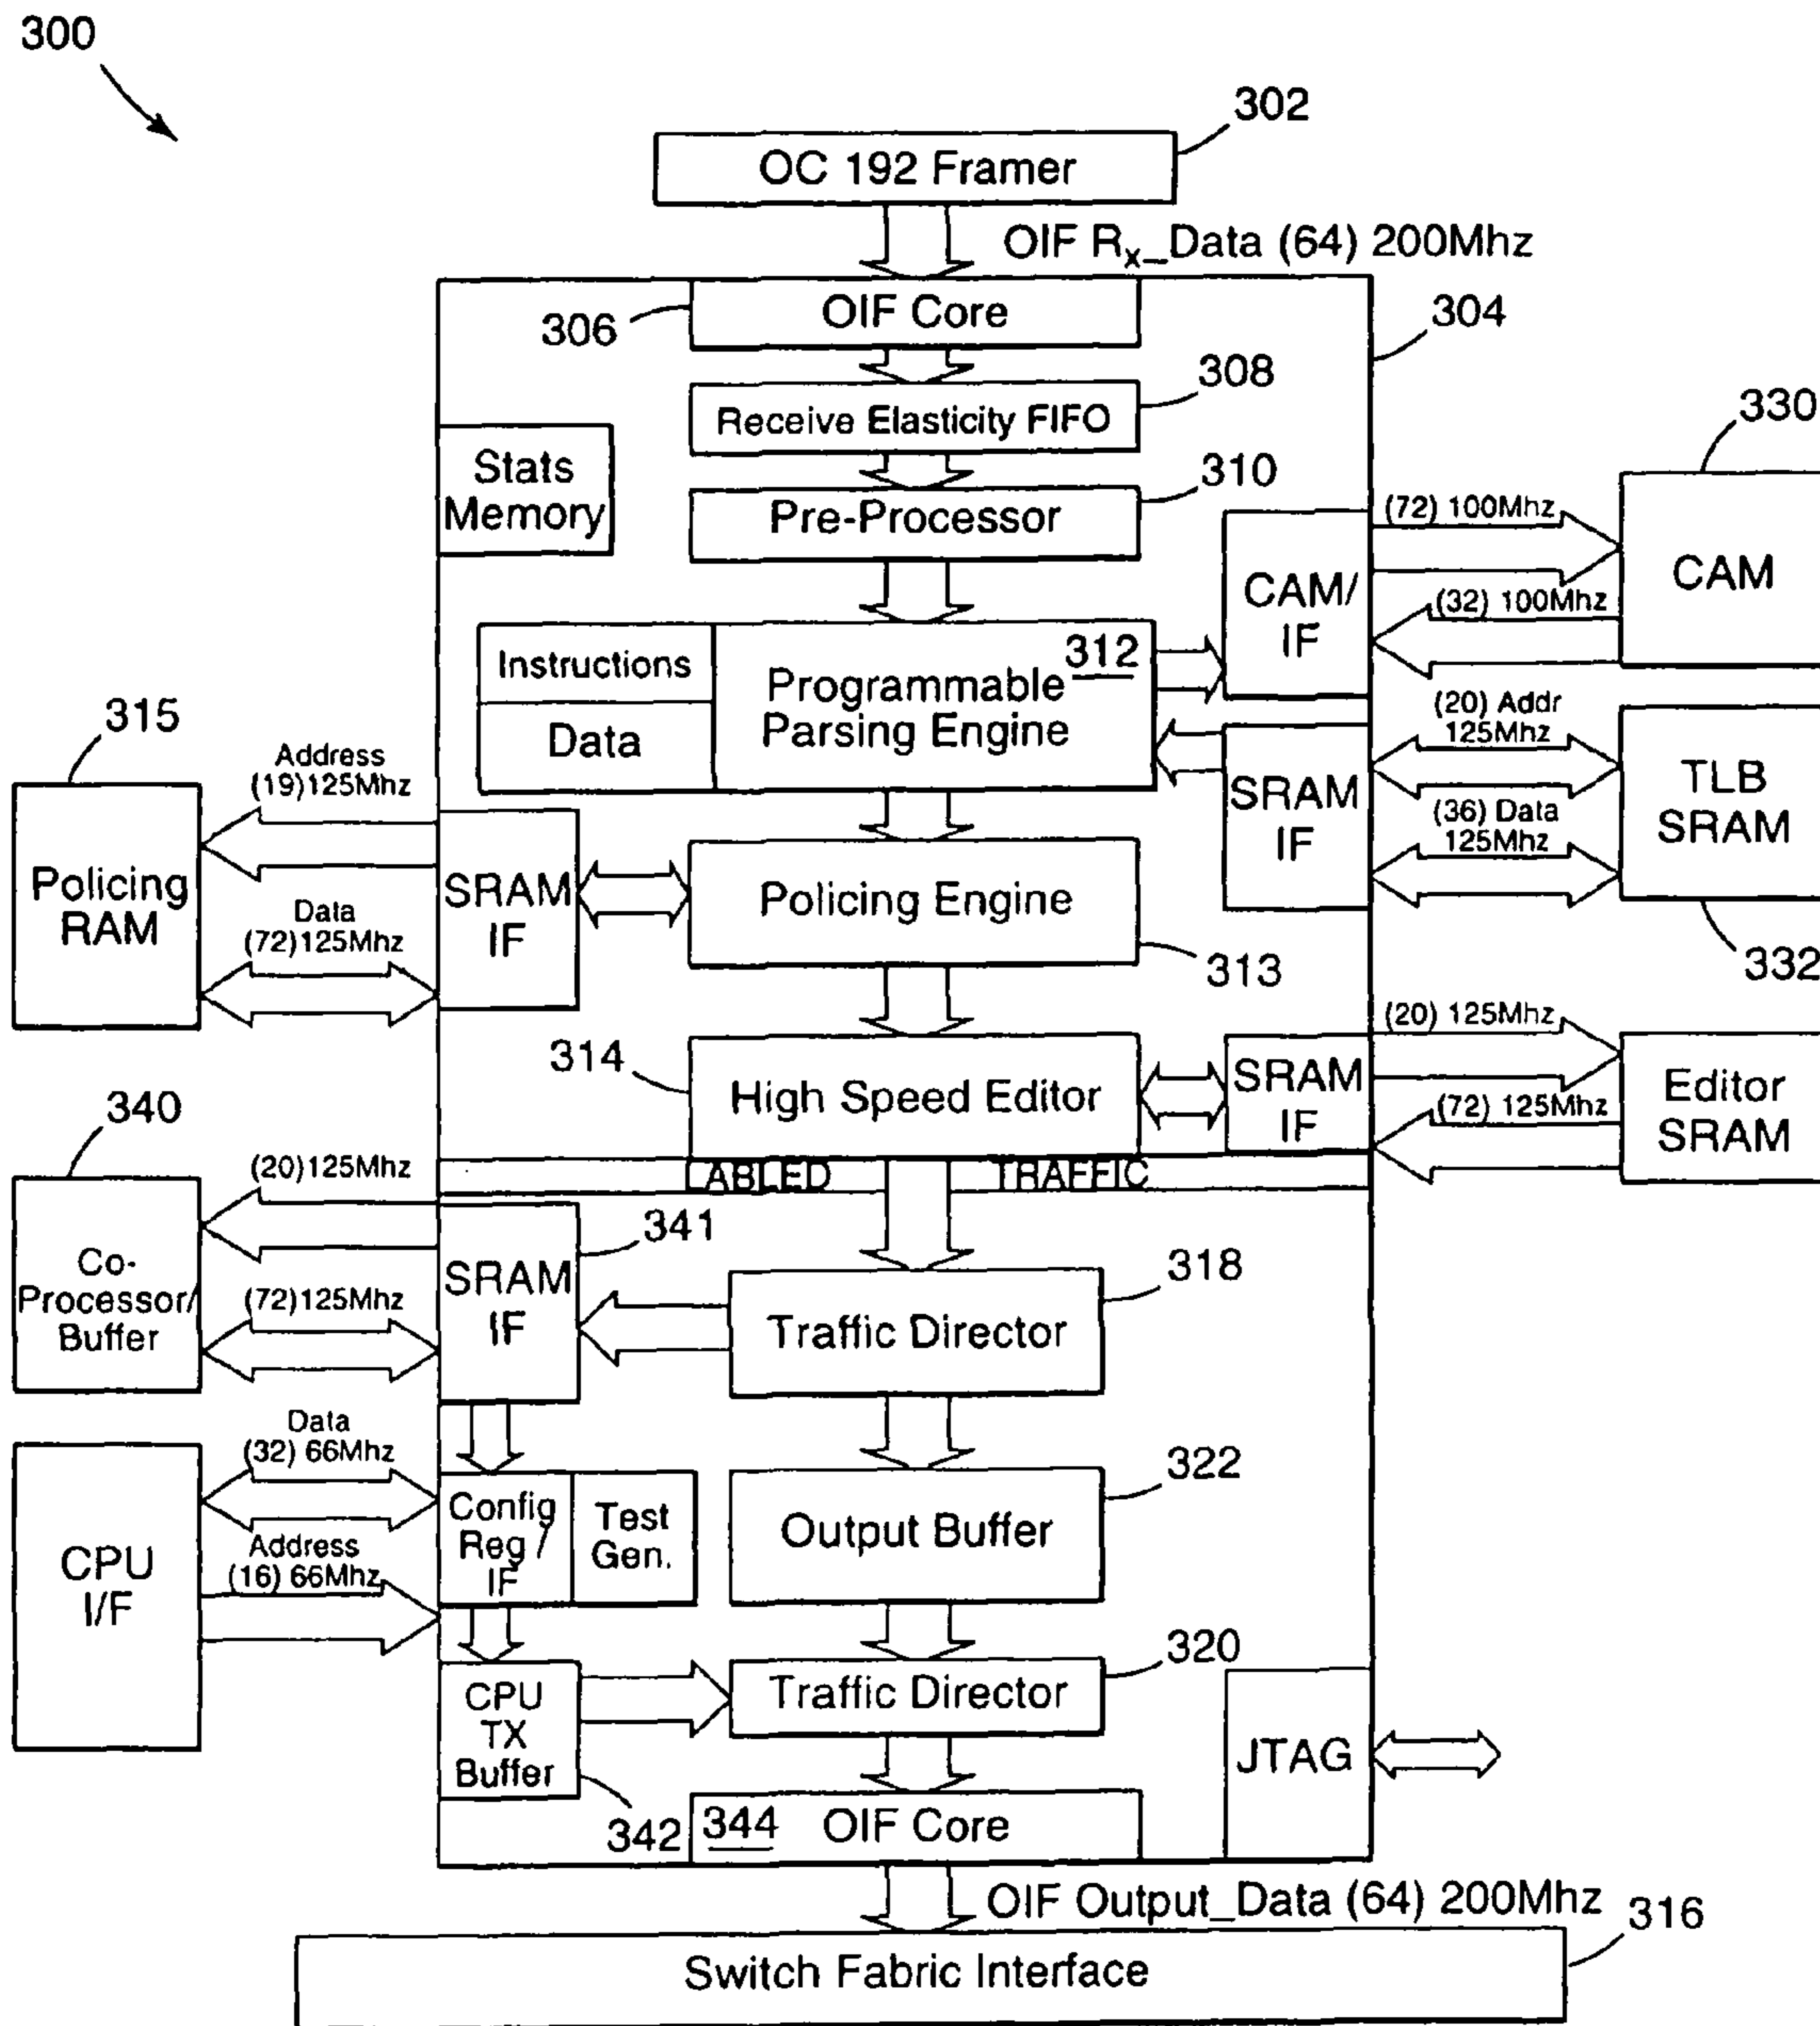 300
302
OC 192 Framer
OIF Rx_Data (64) 200Mhz
OIF Core
306
304
308
Receive Elasticity FIFO
330
Stats
Memory
310
Pre-Processor
(72) 100Mhz
CAM/
IF
CAM
(32) 100Mhz
Instructions
Data
312
Programmable
Parsing Engine
315
Address
(19)125Mhz
(20) Addr
125Mhz
SRAM
IF
TLB
SRAM
(36) Data
125Mhz
Policing
RAM
SRAM
IF
Policing Engine
Data
(72)125Mhz
313
332
314
High Speed Editor
SRAM
IF
(20) 125Mhz
Editor
SRAM
(72) 125Mhz
340
LABLED TRAFFIC
(20)125Mhz
341
SRAM
IF
318
Co-
Processor/
Buffer
(72)125Mhz
Traffic Director
Data
(32) 66Mhz
322
CPU
I/F
Config
Reg /
IF
Test
Gen.
Output Buffer
Address
(16) 66Mhz
320
CPU
TX
Buffer
Traffic Director
JTAG
342
344
OIF Core
OIF Output_Data (64) 200Mhz
316
Switch Fabric Interface